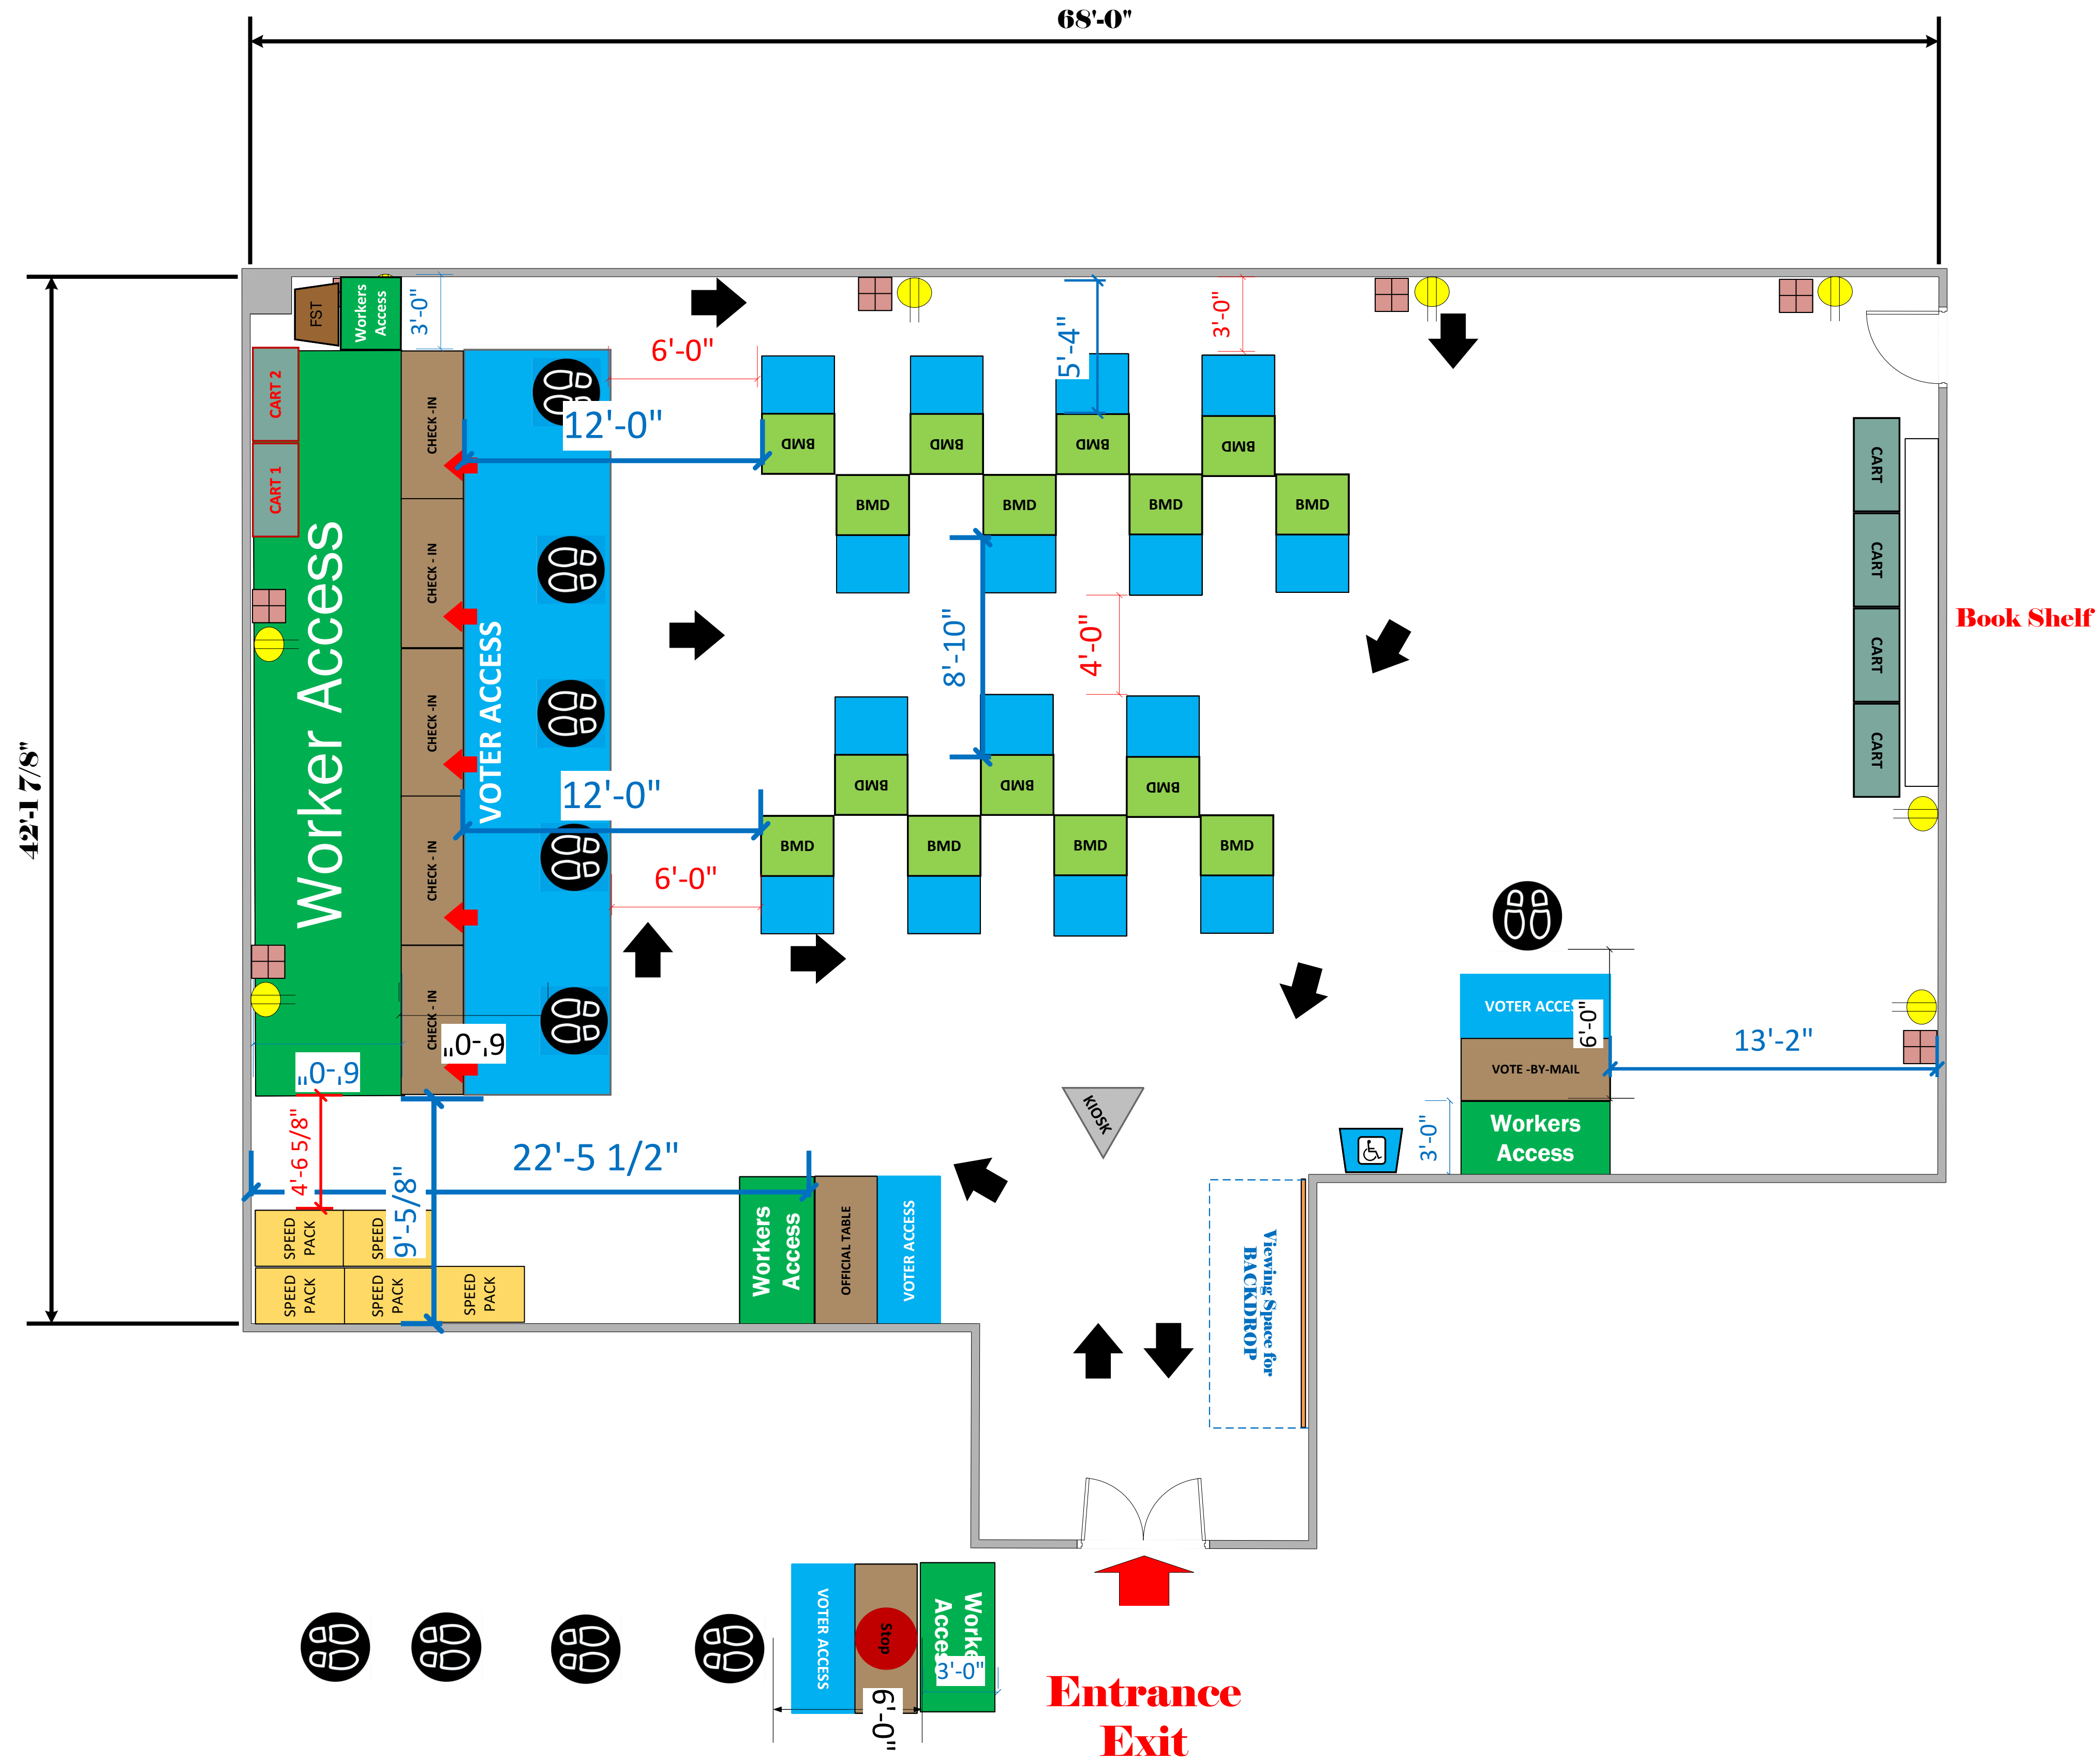 68'-0"
42'-1 7/8"
FST
Workers
Access
3'-0"
CART 2
CART 1
Worker Access
CHECK -IN
CHECK - IN
CHECK -IN
CHECK - IN
CHECK - IN
VOTER ACCESS
6'-0"
12'-0"
5'-4"
3'-0"
BMD
BMD
BMD
BMD
BMD
BMD
BMD
BMD
8'-10"
4'-0"
12'-0"
6'-0"
BMD
BMD
BMD
BMD
BMD
BMD
BMD
CART
CART
CART
CART
Book Shelf
6'-0"
6'-0"
4'-6 5/8"
9'-5/8"
22'-5 1/2"
SPEED
PACK
SPEED
SPEED
PACK
SPEED
PACK
SPEED
PACK
Workers
Access
OFFICIAL TABLE
VOTER ACCESS
KIOSK
VOTER ACCES
6'-0"
VOTE -BY-MAIL
Workers
Access
3'-0"
13'-2"
Viewing Space for
BACKDROP
VOTER ACCESS
Stop
Worke
Acces
3'-0"
6'-0"
Entrance
Exit